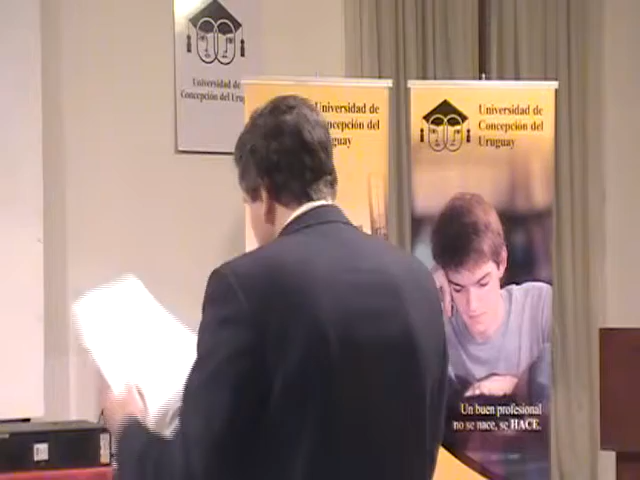 Universidad de
Concepción del Urug
Universidad de
Concepción del
Uruguay
Universidad de
Concepción del
Uruguay
Un buen profesional
no se nace, se HACE.